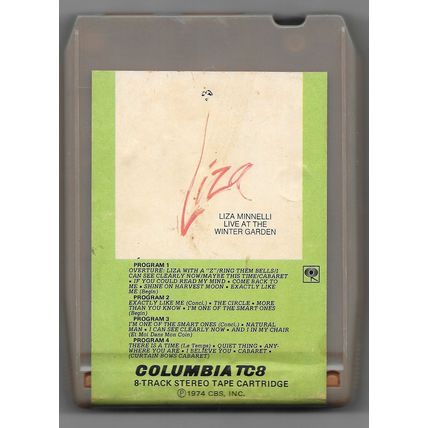 Liza
LIZA MINNELLI
LIVE AT THE
WINTER GARDEN
PROGRAM 1
OVERTURE: LIZA WITH A "Z"/RING THEM BELLS/I
CAN SEE CLEARLY NOW/MAYBE THIS TIME/CABARET
• IF YOU COULD READ MY MIND • COME BACK TO
ME • SHINE ON HARVEST MOON • EXACTLY LIKE
ME (Begin)
PROGRAM 2
EXACTLY LIKE ME (Concl.) • THE CIRCLE • MORE
THAN YOU KNOW • I'M ONE OF THE SMART ONES
(Begin)
PROGRAM 3
I'M ONE OF THE SMART ONES (Concl.) • NATURAL
MAN • I CAN SEE CLEARLY NOW • AND I IN MY CHAIR
(Et Moi Dans Mon Coin)
PROGRAM 4
THERE IS A TIME (Le Temps) • QUIET THING • ANY-
WHERE YOU ARE • I BELIEVE YOU • CABARET •
(CURTAIN BOWS CABARET)
COLUMBIA TC8
8-TRACK STEREO TAPE CARTRIDGE
Ⓟ 1974 CBS, INC.